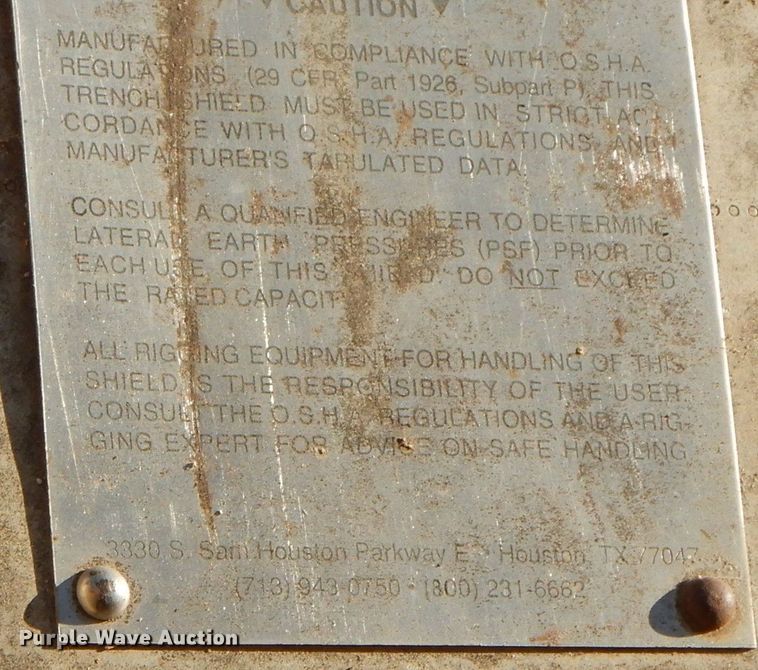 ▼ CAUTION ▼
MANUFACTURED IN COMPLIANCE WITH O.S.H.A.
REGULATIONS (29 CFR, Part 1926, Subpart P). THIS
TRENCH SHIELD MUST BE USED IN STRICT AC-
CORDANCE WITH O.S.H.A. REGULATIONS AND
MANUFACTURER'S TABULATED DATA.
CONSULT A QUANIFIED ENGINEER TO DETERMINE
LATERAL EARTH PRESSURES (PSF) PRIOR TO
EACH USE OF THIS SHIELD. DO NOT EXCEED
THE RATED CAPACITY
ALL RIGGING EQUIPMENT FOR HANDLING OF THIS
SHIELD IS THE RESPONSIBILITY OF THE USER.
CONSULT THE O.S.H.A. REGULATIONS AND A RIG-
GING EXPERT FOR ADVICE ON SAFE HANDLING
3330 S. Sam Houston Parkway E. • Houston, TX 77047
(713) 943-0750 • (800) 231-6662
Purple Wave Auction